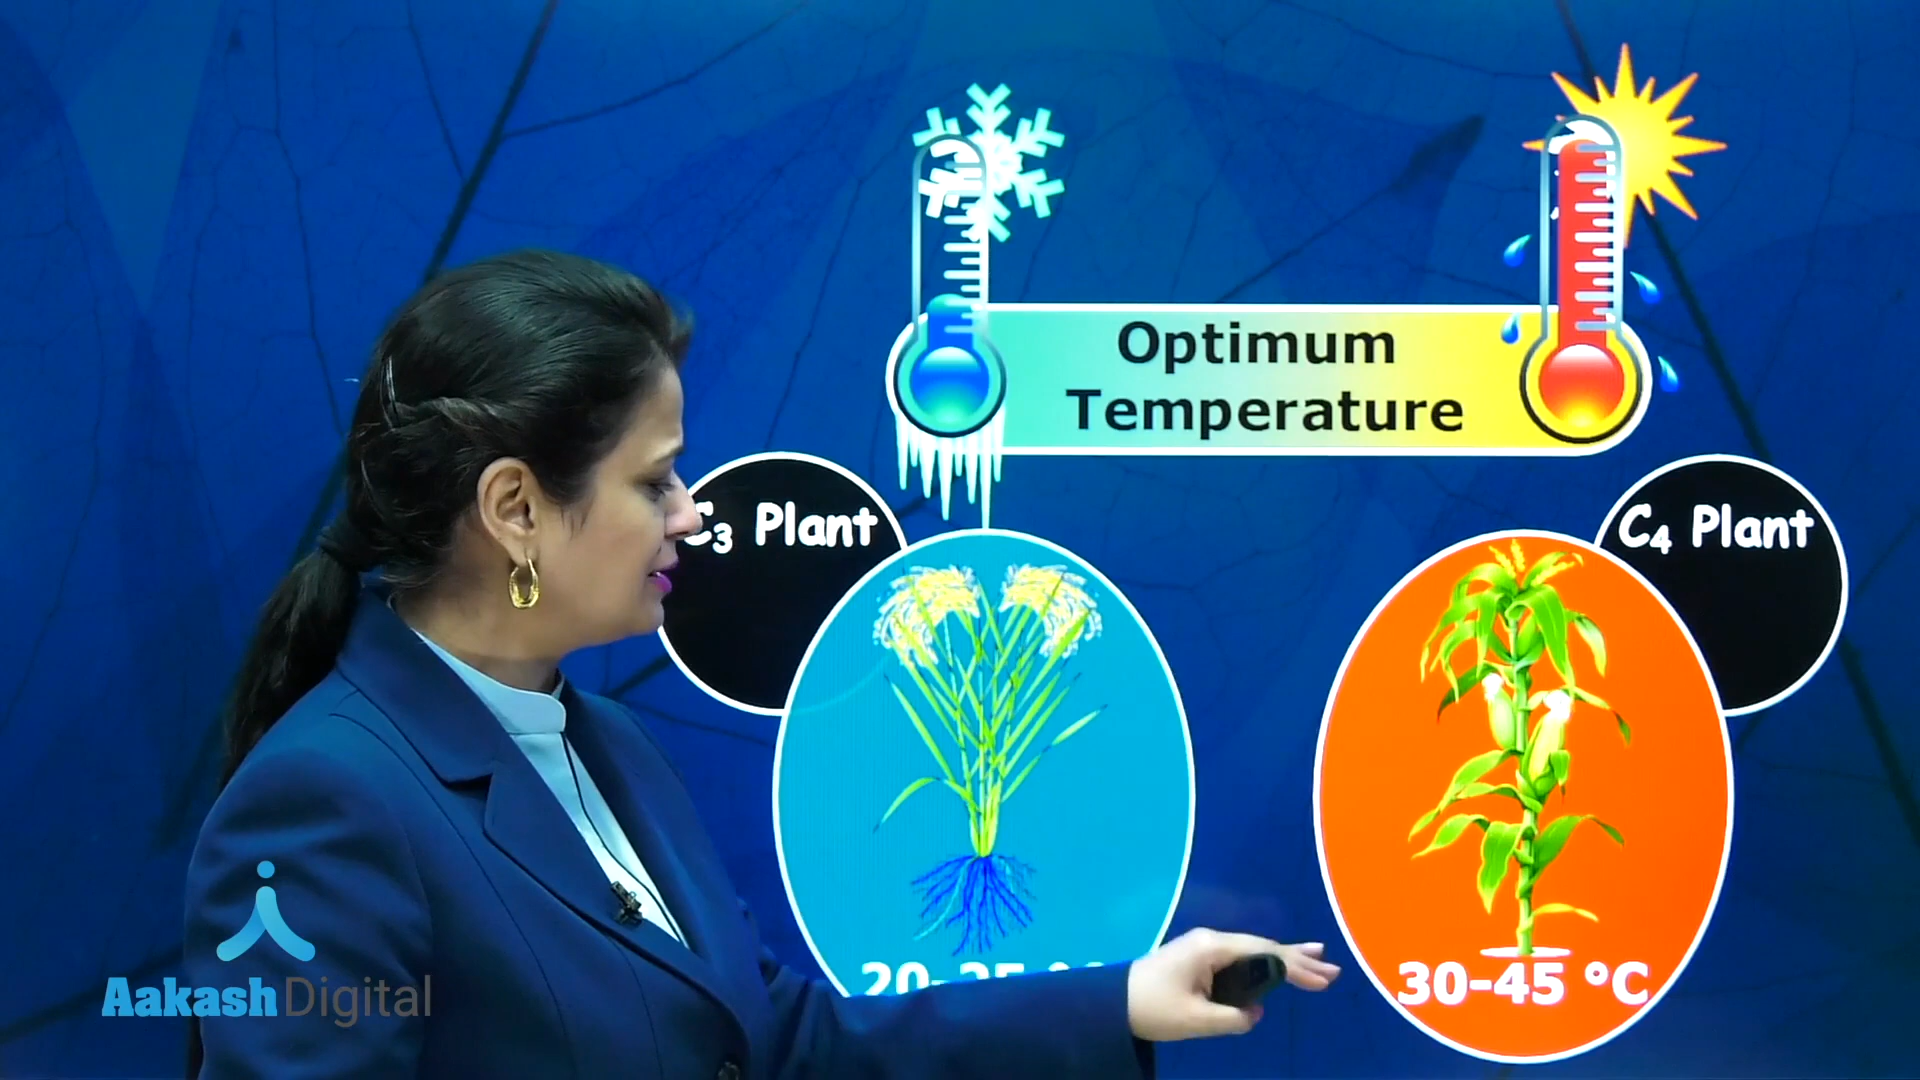 Optimum
Temperature
C₃ Plant
C₄ Plant
30-45 °C
Aakash Digital